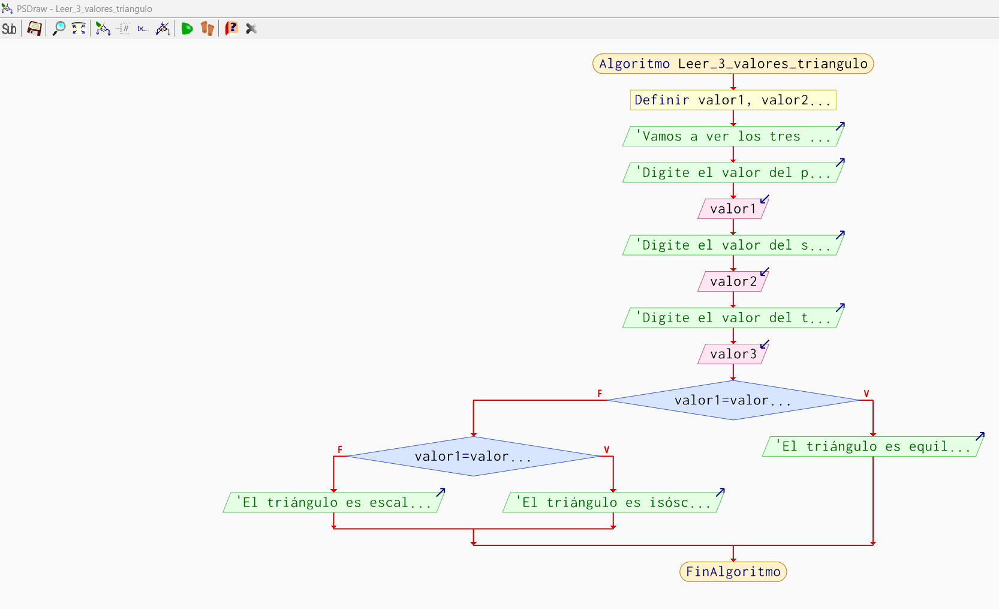 PSDraw - Leer_3_valores_triangulo
Sub
tx...
?
Algoritmo Leer_3_valores_triangulo
Definir valor1, valor2...
'Vamos a ver los tres ...
'Digite el valor del p...
valor1
'Digite el valor del s...
valor2
'Digite el valor del t...
valor3
F
valor1=valor...
V
'El triángulo es equil...
F
valor1=valor...
V
'El triángulo es escal...
'El triángulo es isósc...
FinAlgoritmo